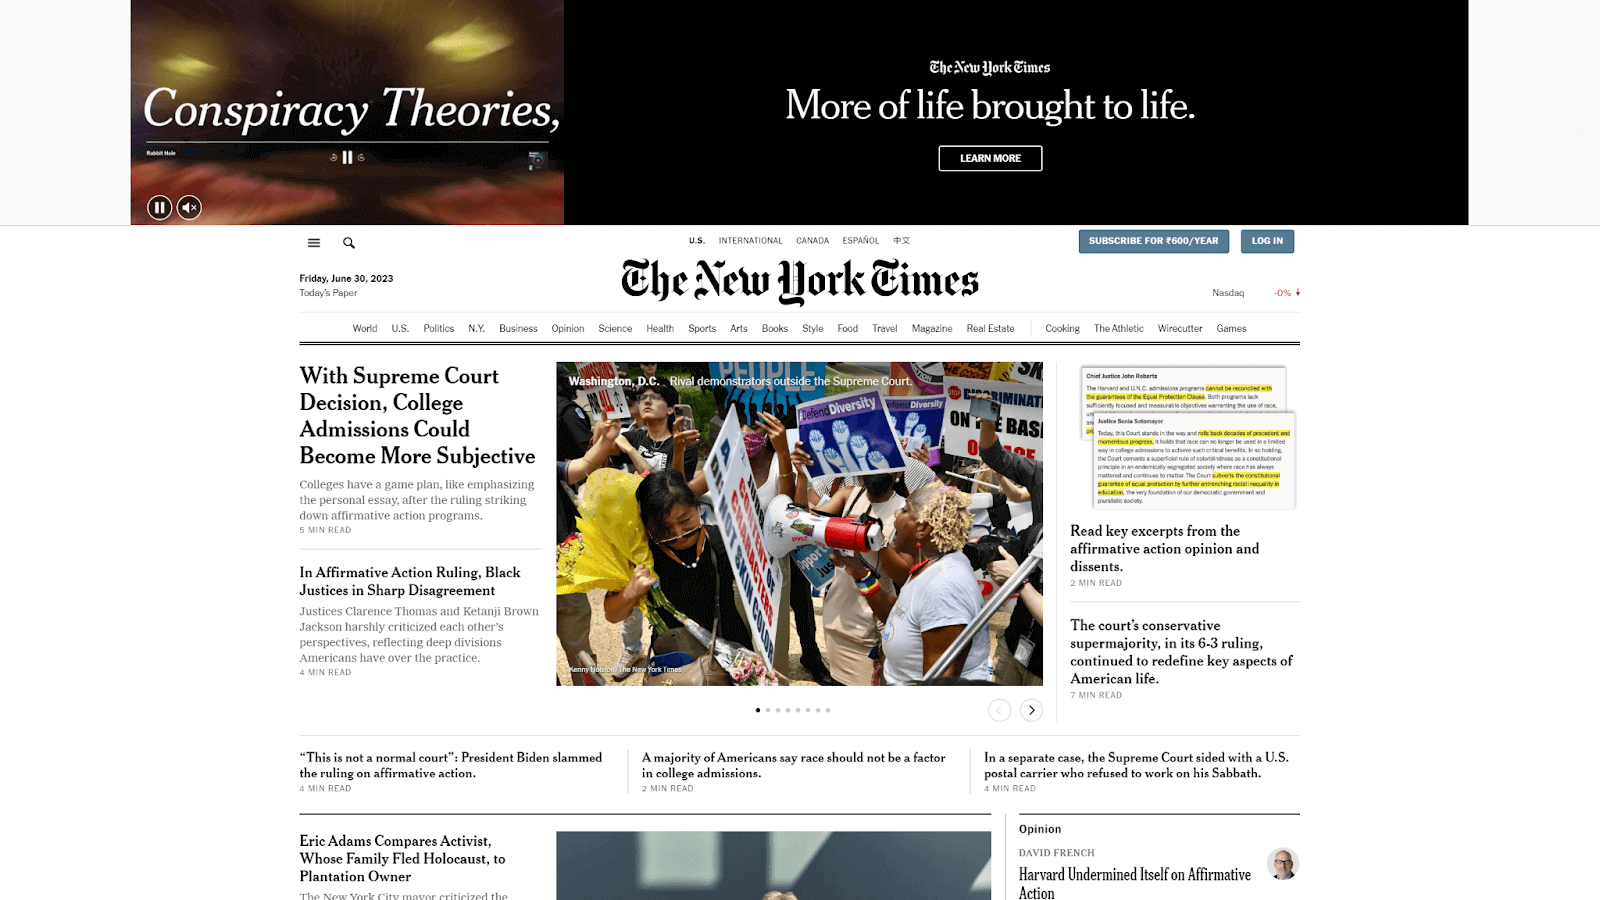 Conspiracy Theories,
Rabbit Hole
The New York Times
More of life brought to life.
LEARN MORE
U.S. INTERNATIONAL CANADA ESPAÑOL 中文
SUBSCRIBE FOR ₹600/YEAR LOG IN
Friday, June 30, 2023
Today's Paper
The New York Times
Nasdaq -0%
World U.S. Politics N.Y. Business Opinion Science Health Sports Arts Books Style Food Travel Magazine Real Estate Cooking The Athletic Wirecutter Games
With Supreme Court
Decision, College
Admissions Could
Become More Subjective
Colleges have a game plan, like emphasizing
the personal essay, after the ruling striking
down affirmative action programs.
5 MIN READ
In Affirmative Action Ruling, Black
Justices in Sharp Disagreement
Justices Clarence Thomas and Ketanji Brown
Jackson harshly criticized each other's
perspectives, reflecting deep divisions
Americans have over the practice.
4 MIN READ
Washington, D.C. Rival demonstrators outside the Supreme Court.
PEOPLE
Defend Diversity
Defend Diversity
Kenny Holston/The New York Times
Chief Justice John Roberts
The Harvard and U.N.C. admissions programs cannot be reconciled with
the guarantees of the Equal Protection Clause. Both programs lack
sufficiently focused and measurable objectives warranting the use of race,
Justice Sonia Sotomayor
Today, this Court stands in the way and rolls back decades of precedent and
momentous progress. It holds that race can no longer be used in a limited
way in college admissions to achieve such critical benefits. In so holding,
the Court cements a superficial rule of colorblindness as a constitutional
principle in an endemically segregated society where race has always
mattered and continues to matter. The Court subverts the constitutional
guarantee of equal protection by further entrenching racial inequality in
education, the very foundation of our democratic government and
pluralistic society.
Read key excerpts from the
affirmative action opinion and
dissents.
2 MIN READ
The court's conservative
supermajority, in its 6-3 ruling,
continued to redefine key aspects of
American life.
7 MIN READ
“This is not a normal court”: President Biden slammed
the ruling on affirmative action.
4 MIN READ
A majority of Americans say race should not be a factor
in college admissions.
2 MIN READ
In a separate case, the Supreme Court sided with a U.S.
postal carrier who refused to work on his Sabbath.
4 MIN READ
Eric Adams Compares Activist,
Whose Family Fled Holocaust, to
Plantation Owner
The New York City mayor criticized the
Opinion
DAVID FRENCH
Harvard Undermined Itself on Affirmative
Action